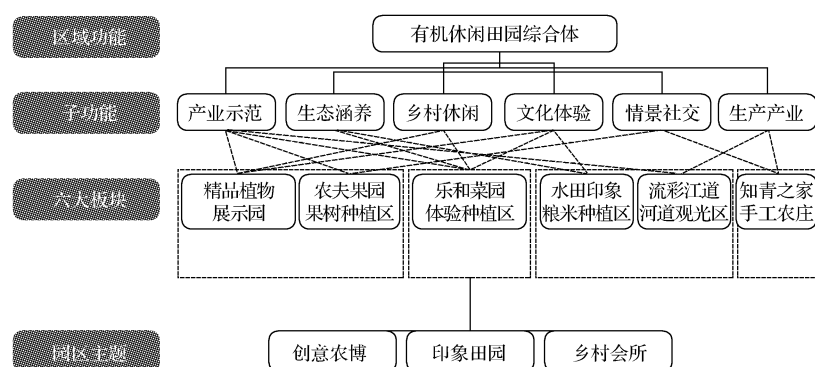 区域功能
有机休闲田园综合体
子功能
产业示范
生态涵养
乡村休闲
文化体验
情景社交
生产产业
六大板块
精品植物
展示园
农夫果园
果树种植区
乐和菜园
体验种植区
水田印象
粮米种植区
流彩江道
河道观光区
知青之家
手工农庄
园区主题
创意农博
印象田园
乡村会所